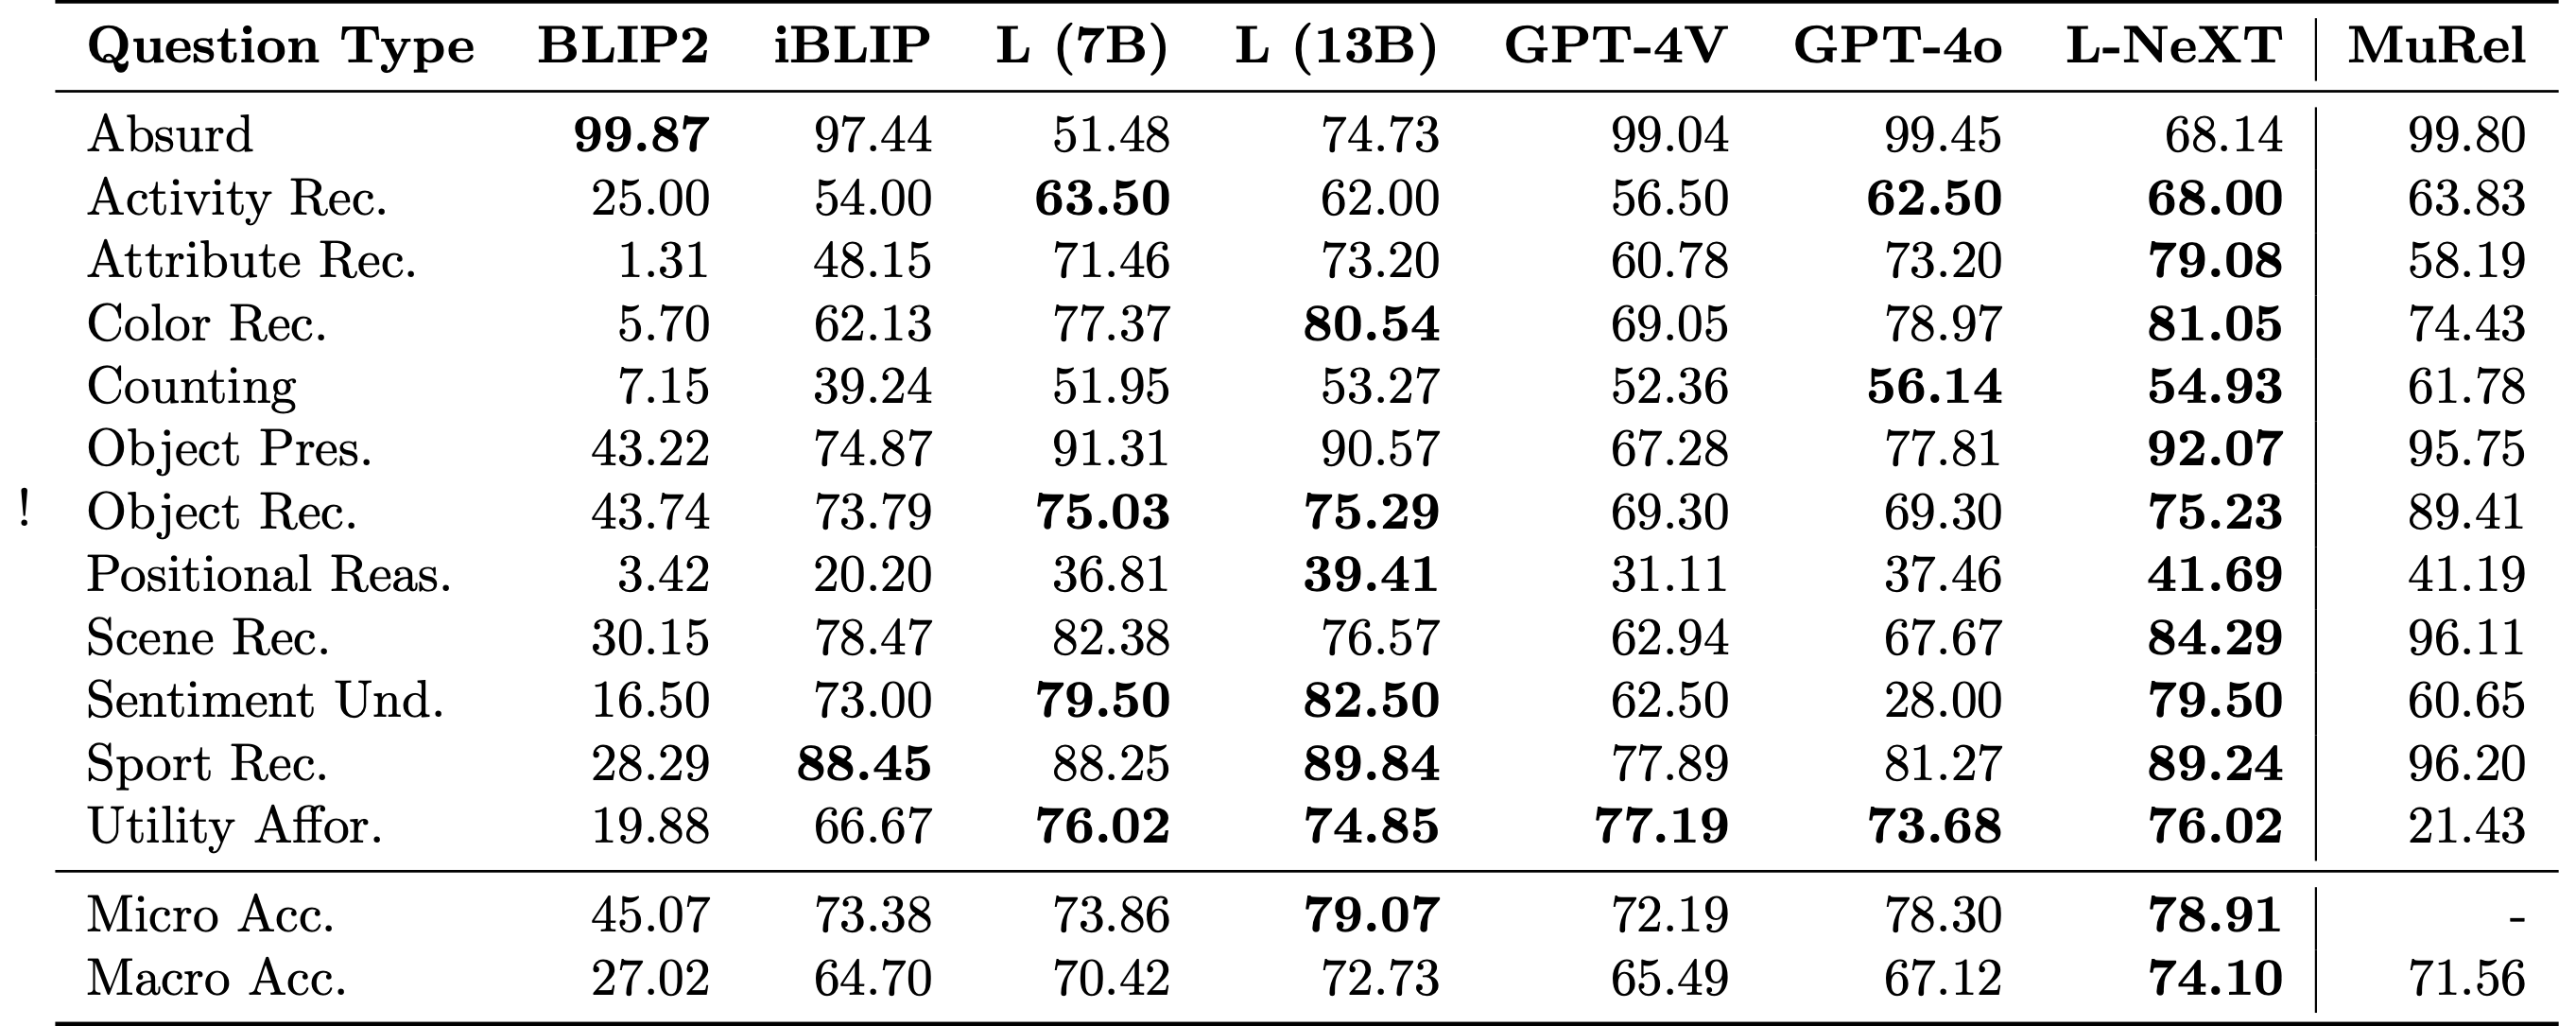 Question Type BLIP2 iBLIP L (7B) L (13B) GPT-4V GPT-4o L-NeXT MuRel
Absurd 99.87 97.44 51.48 74.73 99.04 99.45 68.14 99.80
Activity Rec. 25.00 54.00 63.50 62.00 56.50 62.50 68.00 63.83
Attribute Rec. 1.31 48.15 71.46 73.20 60.78 73.20 79.08 58.19
Color Rec. 5.70 62.13 77.37 80.54 69.05 78.97 81.05 74.43
Counting 7.15 39.24 51.95 53.27 52.36 56.14 54.93 61.78
Object Pres. 43.22 74.87 91.31 90.57 67.28 77.81 92.07 95.75
! Object Rec. 43.74 73.79 75.03 75.29 69.30 69.30 75.23 89.41
Positional Reas. 3.42 20.20 36.81 39.41 31.11 37.46 41.69 41.19
Scene Rec. 30.15 78.47 82.38 76.57 62.94 67.67 84.29 96.11
Sentiment Und. 16.50 73.00 79.50 82.50 62.50 28.00 79.50 60.65
Sport Rec. 28.29 88.45 88.25 89.84 77.89 81.27 89.24 96.20
Utility Affor. 19.88 66.67 76.02 74.85 77.19 73.68 76.02 21.43
Micro Acc. 45.07 73.38 73.86 79.07 72.19 78.30 78.91 -
Macro Acc. 27.02 64.70 70.42 72.73 65.49 67.12 74.10 71.56